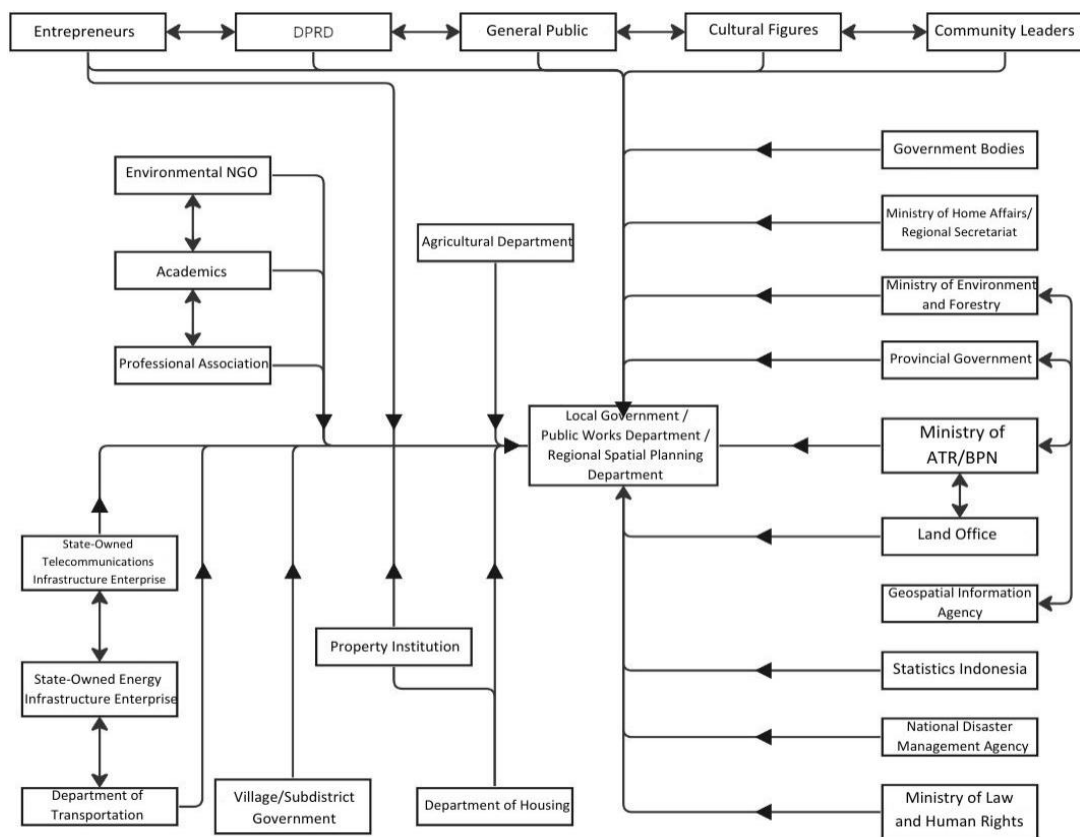 Entrepreneurs
DPRD
General Public
Cultural Figures
Community Leaders
Government Bodies
Environmental NGO
Ministry of Home Affairs/
Regional Secretariat
Agricultural Department
Academics
Ministry of Environment
and Forestry
Professional Association
Provincial Government
Local Government /
Public Works Department /
Regional Spatial Planning
Department
Ministry of
ATR/BPN
State-Owned
Telecommunications
Infrastructure Enterprise
Land Office
Geospatial Information
Agency
Property Institution
State-Owned Energy
Infrastructure Enterprise
Statistics Indonesia
National Disaster
Management Agency
Department of
Transportation
Village/Subdistrict
Government
Department of Housing
Ministry of Law
and Human Rights